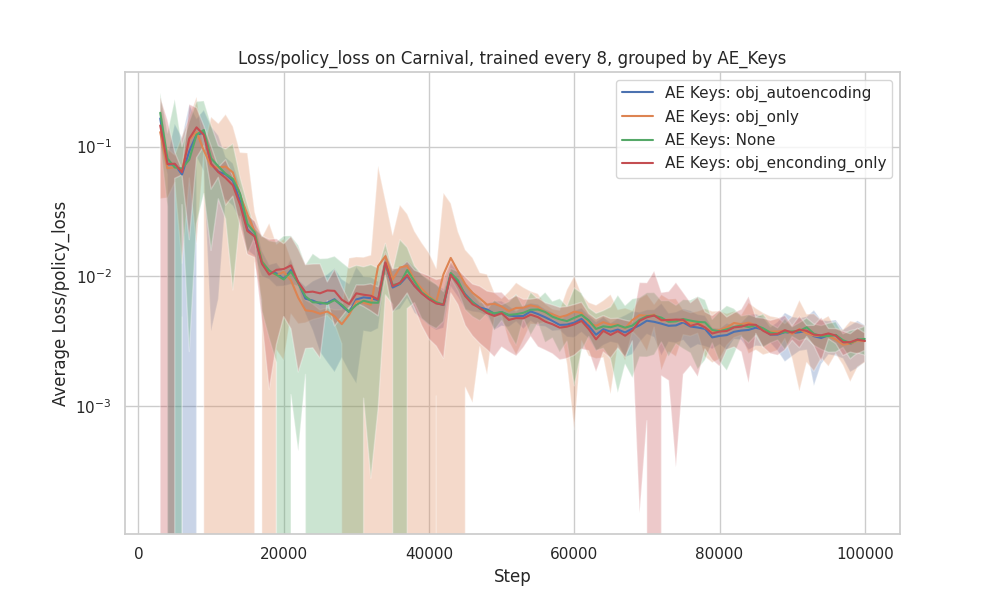 Loss/policy_loss on Carnival, trained every 8, grouped by AE_Keys
AE Keys: obj_autoencoding
AE Keys: obj_only
AE Keys: None
AE Keys: obj_enconding_only
Average Loss/policy_loss
10⁻¹
10⁻²
10⁻³
0
20000
40000
60000
80000
100000
Step